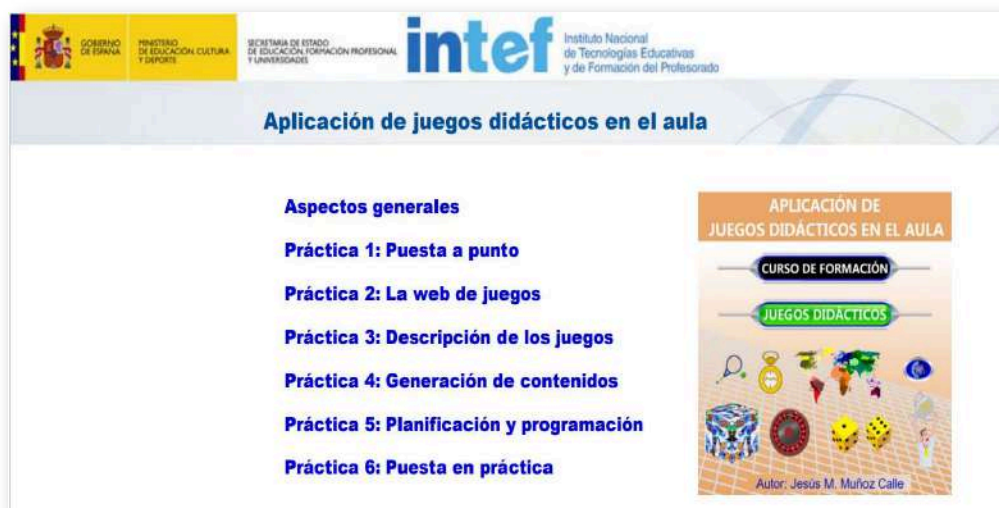 GOBIERNO
DE ESPAÑA
MINISTERIO
DE EDUCACIÓN, CULTURA
Y DEPORTE
SECRETARÍA DE ESTADO
DE EDUCACIÓN, FORMACIÓN PROFESIONAL
Y UNIVERSIDADES
intef
Instituto Nacional
de Tecnologías Educativas
y de Formación del Profesorado
Aplicación de juegos didácticos en el aula
Aspectos generales
Práctica 1: Puesta a punto
Práctica 2: La web de juegos
Práctica 3: Descripción de los juegos
Práctica 4: Generación de contenidos
Práctica 5: Planificación y programación
Práctica 6: Puesta en práctica
APLICACIÓN DE
JUEGOS DIDÁCTICOS EN EL AULA
CURSO DE FORMACIÓN
JUEGOS DIDÁCTICOS
Autor: Jesús M. Muñoz Calle